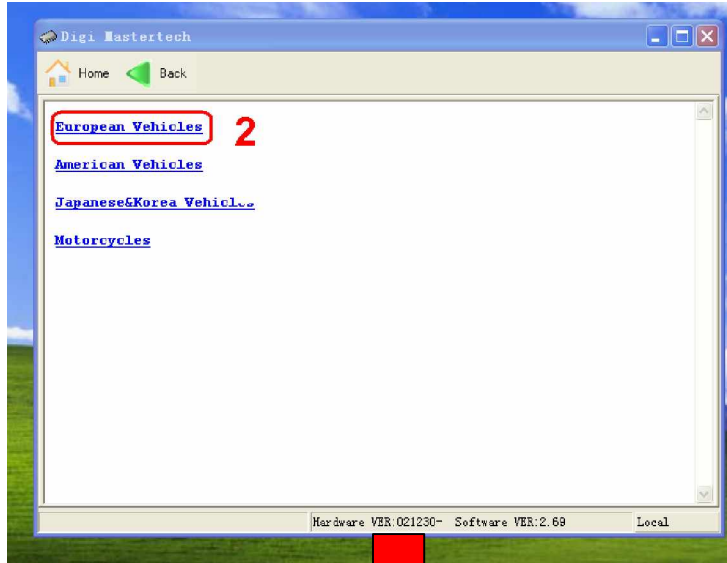 Digi Mastertech
Home Back
European Vehicles 2
American Vehicles
Japanese&Korea
Motorcycles
Hardware VER:021230- Software VER:2.69 Local